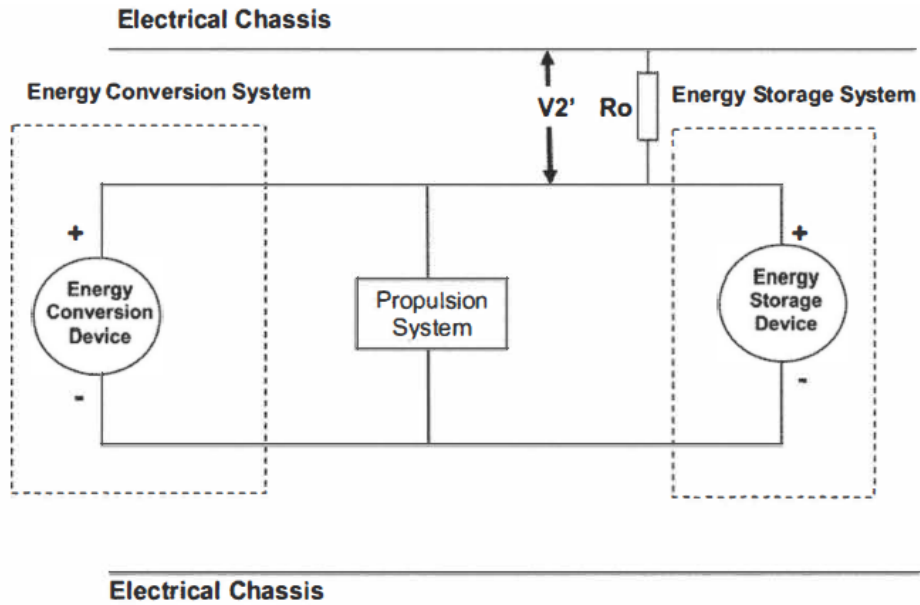 Electrical Chassis
Energy Conversion System
V2'
Ro
Energy Storage System
+
Energy
Conversion
Device
-
Propulsion
System
+
Energy
Storage
Device
-
Electrical Chassis